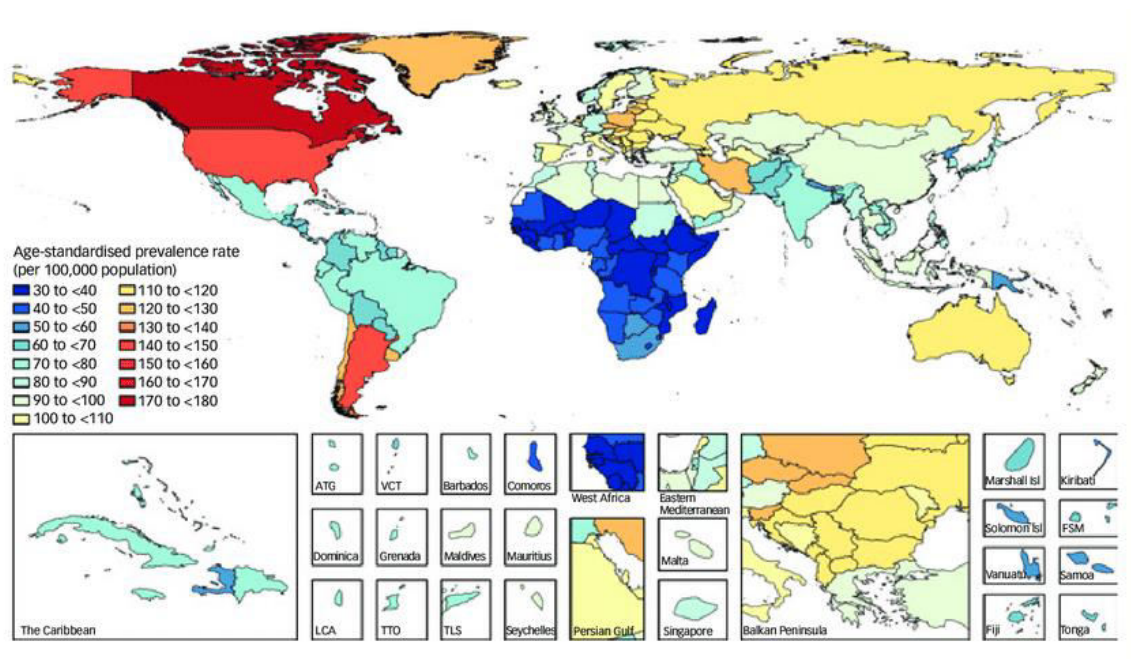 Age-standardised prevalence rate
(per 100,000 population)
30 to <40
40 to <50
50 to <60
60 to <70
70 to <80
80 to <90
90 to <100
100 to <110
110 to <120
120 to <130
130 to <140
140 to <150
150 to <160
160 to <170
170 to <180
The Caribbean
ATG
VCT
Barbados
Comoros
Dominica
Grenada
Maldives
Mauritius
LCA
TTO
TLS
Seychelles
West Africa
Eastern
Mediterranean
Persian Gulf
Malta
Singapore
Balkan Peninsula
Marshall Isl
Kiribati
Solomon Isl
FSM
Vanuatu
Samoa
Fiji
Tonga